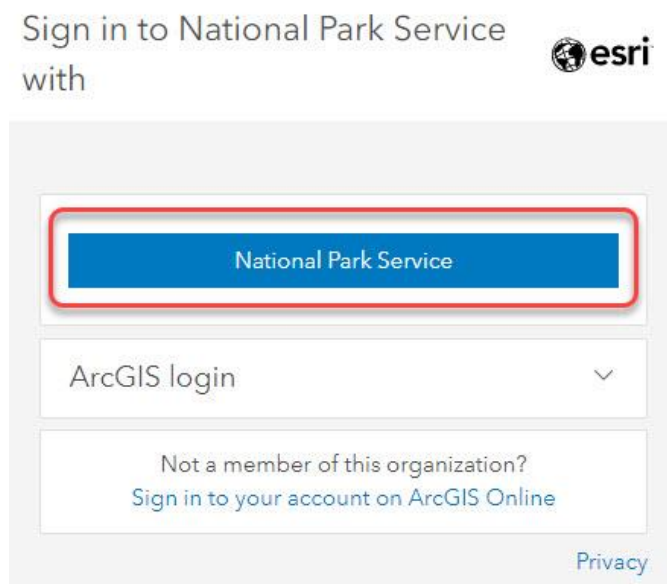 Sign in to National Park Service
with
esri
National Park Service
ArcGIS login
Not a member of this organization?
Sign in to your account on ArcGIS Online
Privacy